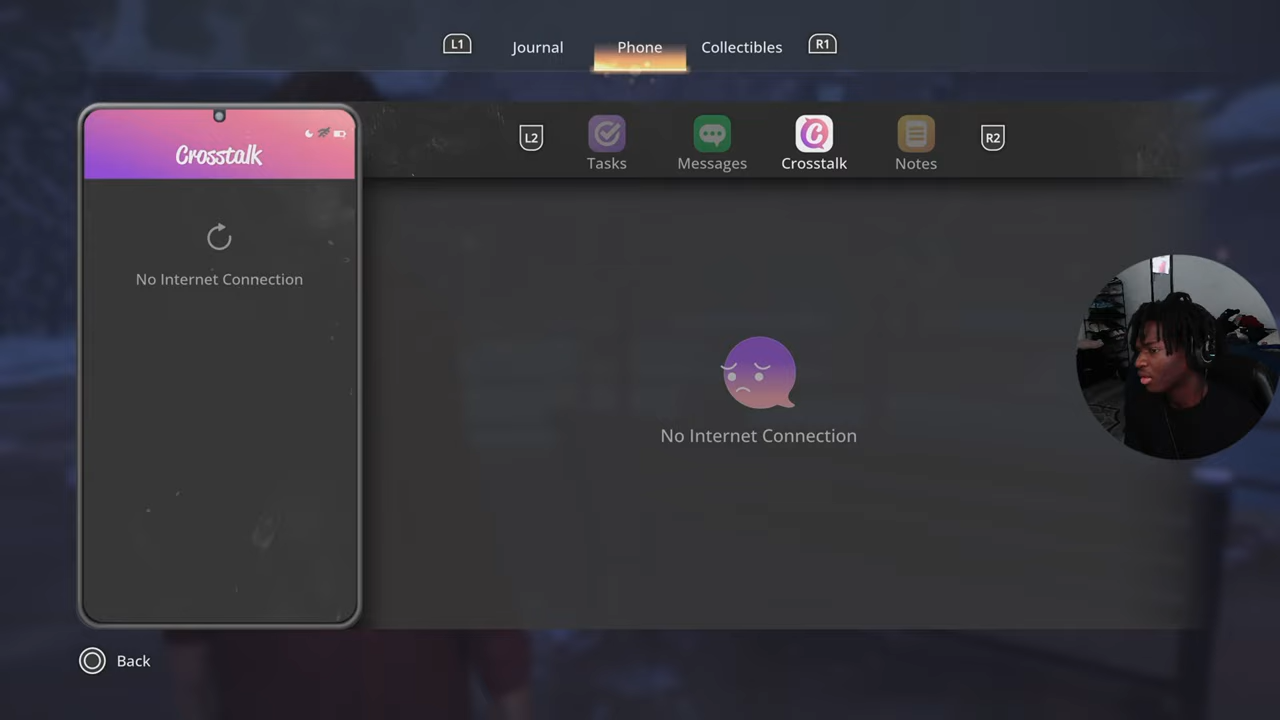 L1 Journal Phone Collectibles R1
Crosstalk
L2 R2
Tasks Messages Crosstalk Notes
No Internet Connection
No Internet Connection
Back